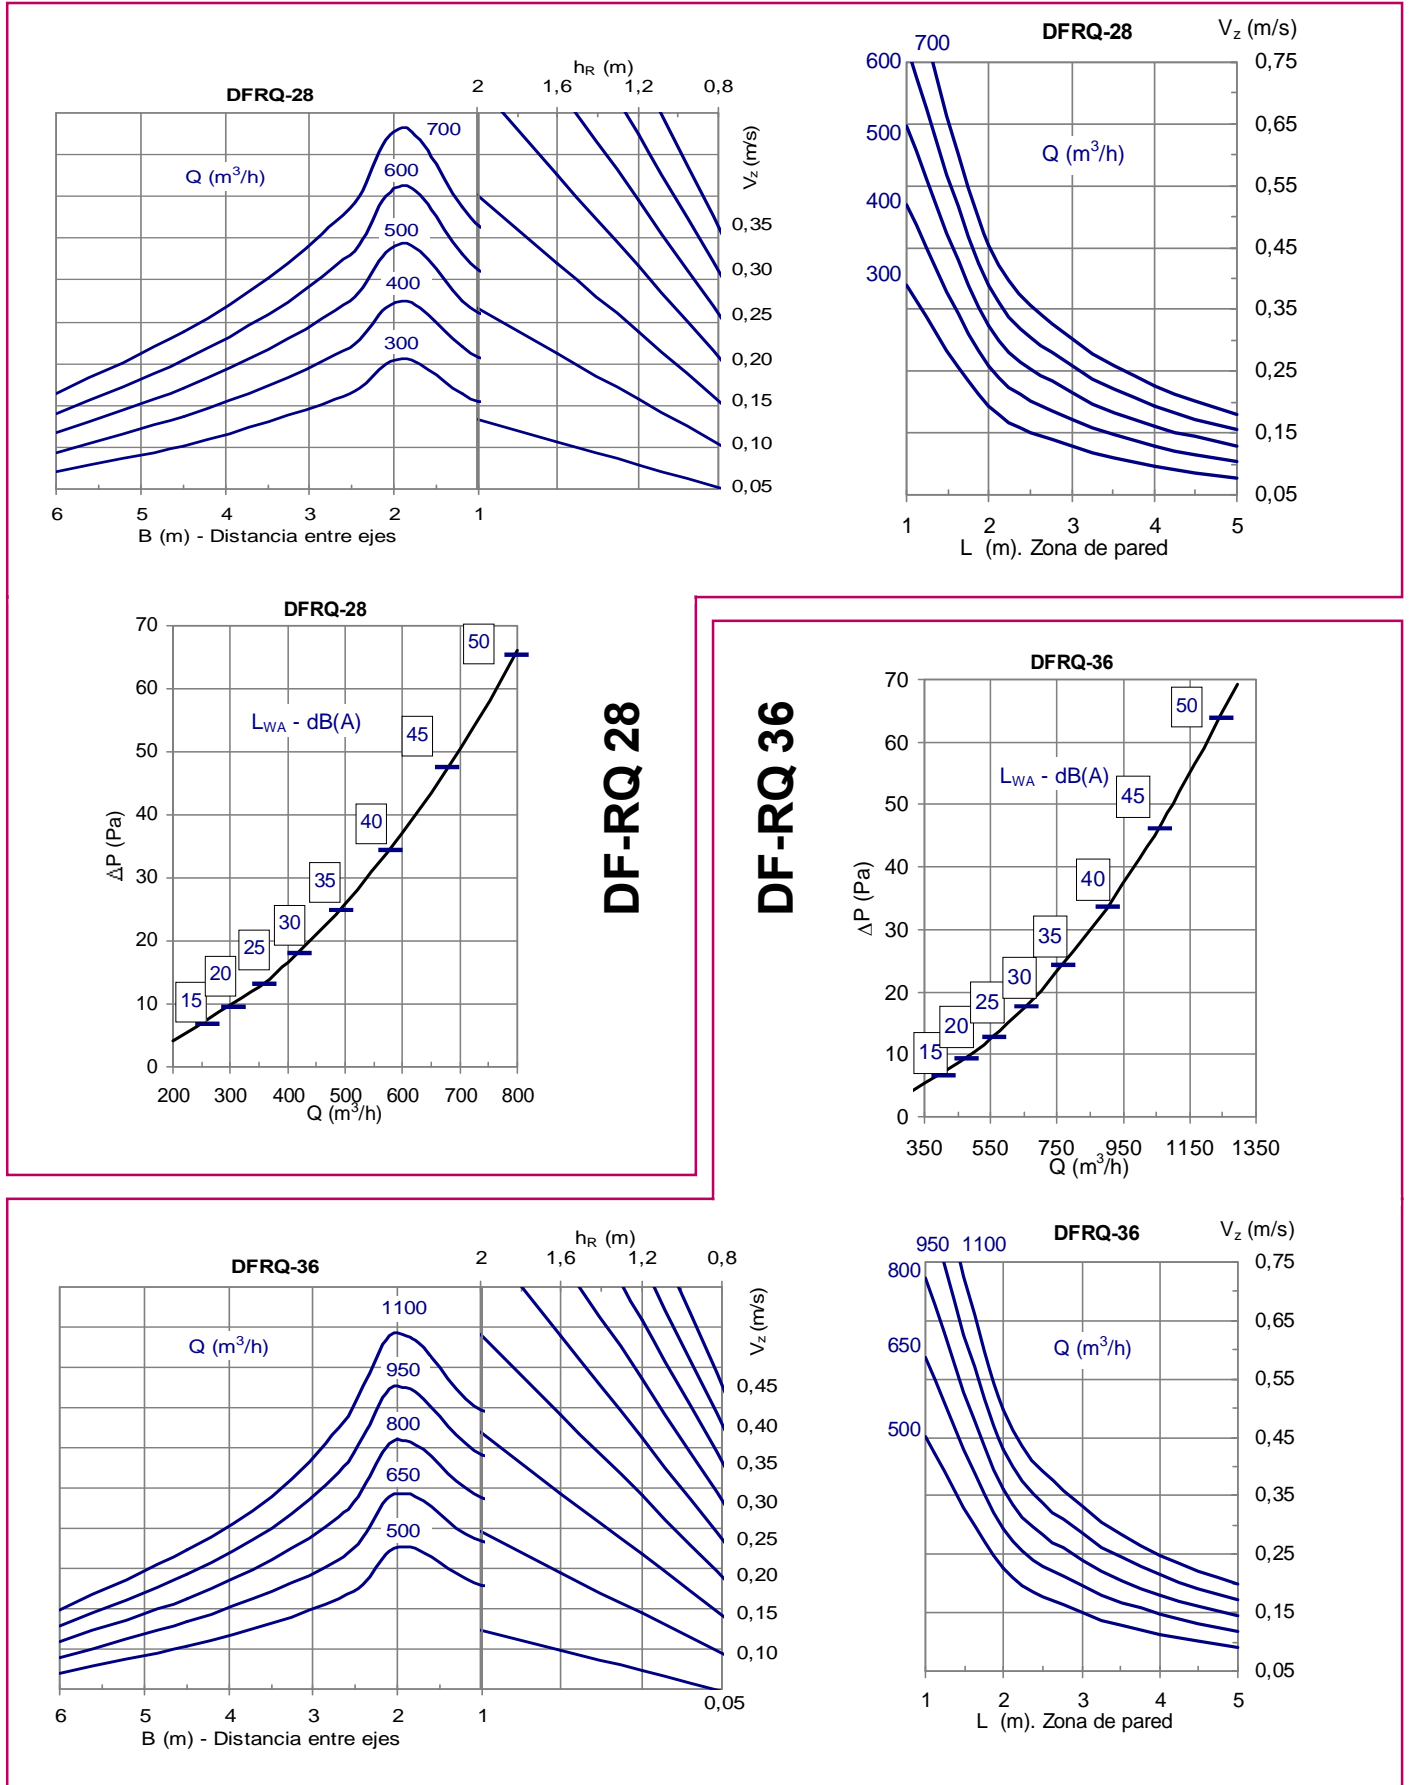 DFRQ-28
h_R (m)
2 1,6 1,2 0,8
V_z (m/s)
Q (m³/h)
700
600
500
400
300
0,35
0,30
0,25
0,20
0,15
0,10
0,05
6 5 4 3 2 1
B (m) - Distancia entre ejes
DFRQ-28
V_z (m/s)
700
600
500
400
300
Q (m³/h)
0,75
0,65
0,55
0,45
0,35
0,25
0,15
0,05
1 2 3 4 5
L (m). Zona de pared
DFRQ-28
70
60
50
40
30
20
10
0
ΔP (Pa)
L_WA - dB(A)
50
45
40
35
30
25
20
15
200 300 400 500 600 700 800
Q (m³/h)
DF-RQ 28
DF-RQ 36
DFRQ-36
70
60
50
40
30
20
10
0
ΔP (Pa)
L_WA - dB(A)
50
45
40
35
30
25
20
15
350 550 750 950 1150 1350
Q (m³/h)
DFRQ-36
h_R (m)
2 1,6 1,2 0,8
V_z (m/s)
Q (m³/h)
1100
950
800
650
500
0,45
0,40
0,35
0,30
0,25
0,20
0,15
0,10
0,05
6 5 4 3 2 1
B (m) - Distancia entre ejes
DFRQ-36
V_z (m/s)
950 1100
800
650
500
Q (m³/h)
0,75
0,65
0,55
0,45
0,35
0,25
0,15
0,05
1 2 3 4 5
L (m). Zona de pared